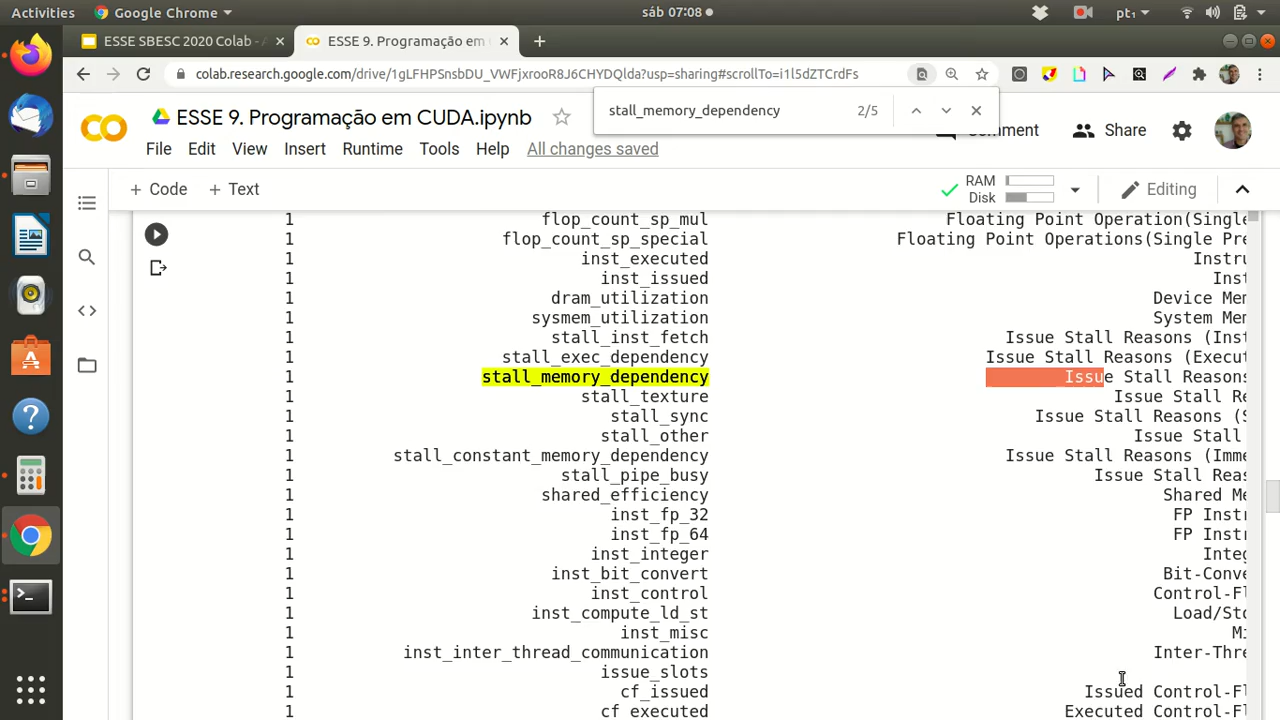 Activities Google Chrome sáb 07:08 pt1
ESSE SBESC 2020 Colab - ESSE 9. Programação em
colab.research.google.com/drive/1gLFHPSnsbDU_VWFjxrooR8J6CHYDQlda?usp=sharing#scrollTo=i1l5dZTCrdFs
stall_memory_dependency 2/5
ESSE 9. Programação em CUDA.ipynb
Comment Share
File Edit View Insert Runtime Tools Help All changes saved
+ Code + Text RAM Disk Editing
1 flop_count_sp_mul Floating Point Operation(Single
1 flop_count_sp_special Floating Point Operations(Single Pre
1 inst_executed Instru
1 inst_issued Inst
1 dram_utilization Device Mem
1 sysmem_utilization System Mem
1 stall_inst_fetch Issue Stall Reasons (Inst
1 stall_exec_dependency Issue Stall Reasons (Execut
1 stall_memory_dependency Issue Stall Reasons
1 stall_texture Issue Stall Re
1 stall_sync Issue Stall Reasons (S
1 stall_other Issue Stall
1 stall_constant_memory_dependency Issue Stall Reasons (Imme
1 stall_pipe_busy Issue Stall Reas
1 shared_efficiency Shared Me
1 inst_fp_32 FP Instr
1 inst_fp_64 FP Instr
1 inst_integer Integ
1 inst_bit_convert Bit-Conve
1 inst_control Control-Fl
1 inst_compute_ld_st Load/Sto
1 inst_misc Mi
1 inst_inter_thread_communication Inter-Thre
1 issue_slots
1 cf_issued Issued Control-Fl
1 cf_executed Executed Control-Fl